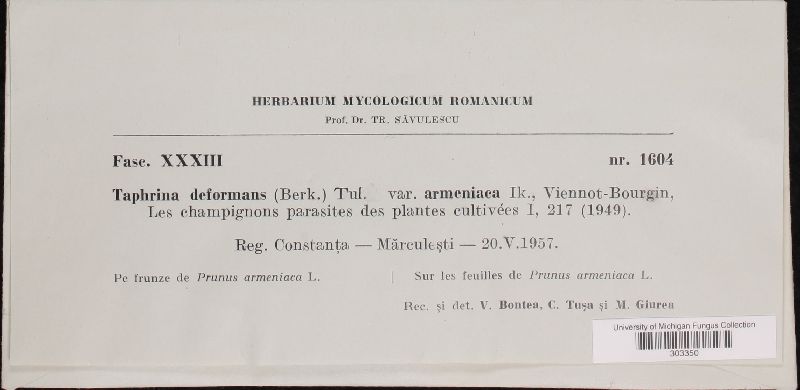 HERBARIUM MYCOLOGICUM ROMANICUM
Prof. Dr. TR. SĂVULESCU
Fasc. XXXIII nr. 1604
Taphrina deformans (Berk.) Tul. var. armeniaca Ik., Viennot-Bourgin,
Les champignons parasites des plantes cultivées I, 217 (1949).
Reg. Constanța — Mărculești — 20.V.1957.
Pe frunze de Prunus armeniaca L. | Sur les feuilles de Prunus armeniaca L.
Rec. și det. V. Bontea, C. Tușa și M. Giurea
University of Michigan Fungus Collection
303350